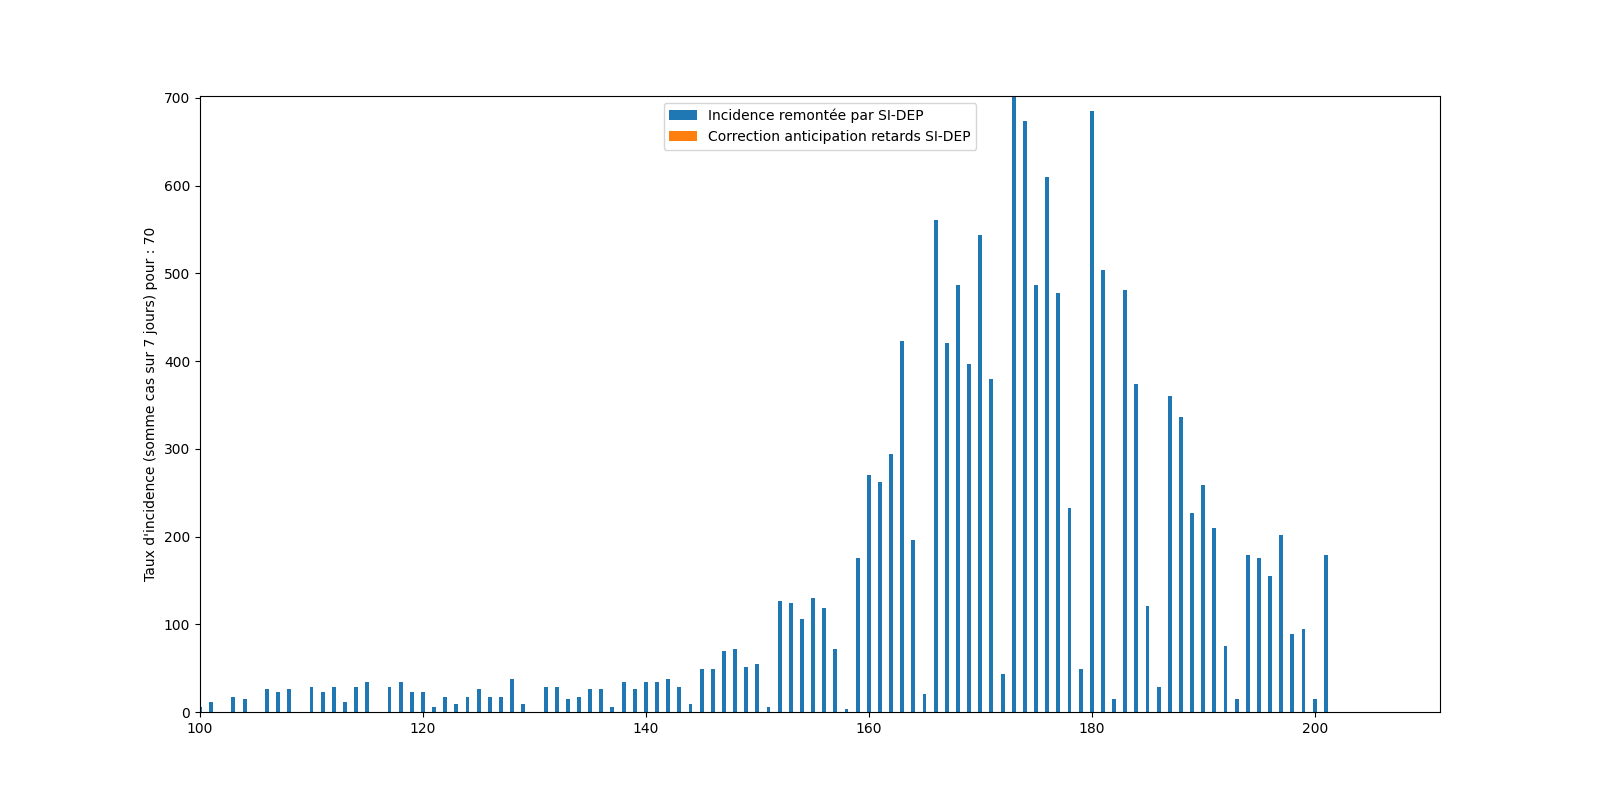 700
600
500
400
300
200
100
0
Taux d'incidence (somme cas sur 7 jours) pour : 70
Incidence remontée par SI-DEP
Correction anticipation retards SI-DEP
100 120 140 160 180 200